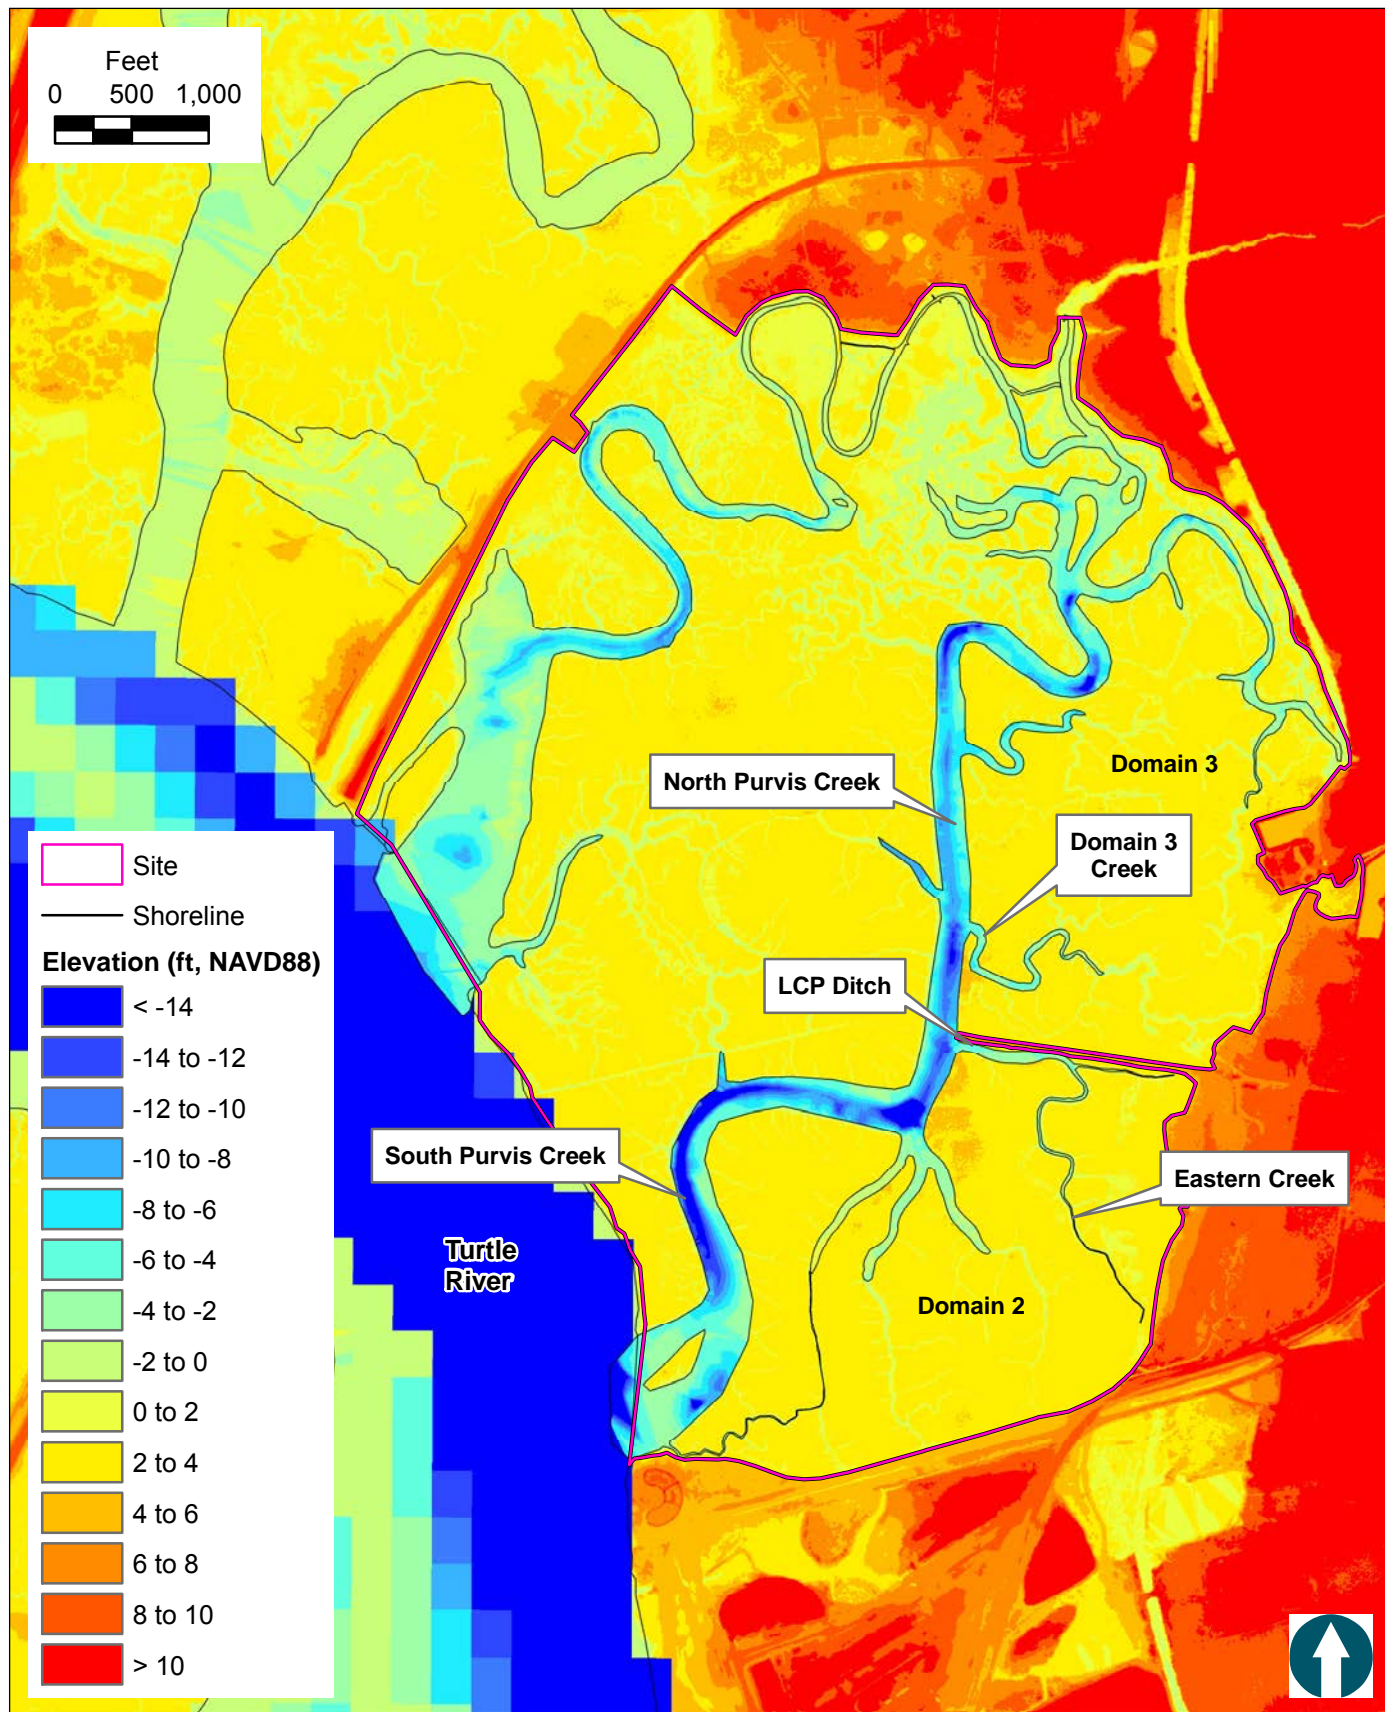 Feet
0 500 1,000
North Purvis Creek
Domain 3
Domain 3
Creek
LCP Ditch
South Purvis Creek
Eastern Creek
Turtle
River
Domain 2
Site
Shoreline
Elevation (ft, NAVD88)
< -14
-14 to -12
-12 to -10
-10 to -8
-8 to -6
-6 to -4
-4 to -2
-2 to 0
0 to 2
2 to 4
4 to 6
6 to 8
8 to 10
> 10